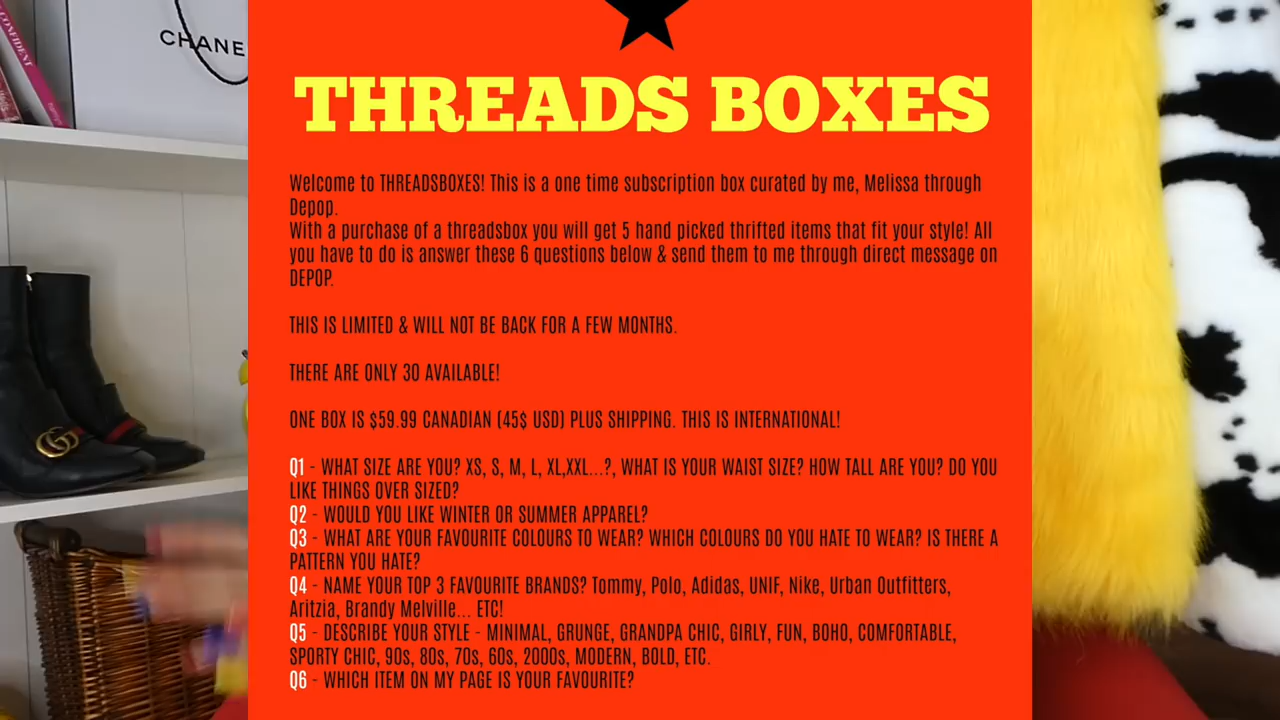 CONFIDENT
CHANE
THREADS BOXES
Welcome to THREADSBOXES! This is a one time subscription box curated by me, Melissa through
Depop.
With a purchase of a threadsbox you will get 5 hand picked thrifted items that fit your style! All
you have to do is answer these 6 questions below & send them to me through direct message on
DEPOP.
THIS IS LIMITED & WILL NOT BE BACK FOR A FEW MONTHS.
THERE ARE ONLY 30 AVAILABLE!
ONE BOX IS $59.99 CANADIAN (45$ USD) PLUS SHIPPING. THIS IS INTERNATIONAL!
Q1 - WHAT SIZE ARE YOU? XS, S, M, L, XL,XXL...?, WHAT IS YOUR WAIST SIZE? HOW TALL ARE YOU? DO YOU
LIKE THINGS OVER SIZED?
Q2 - WOULD YOU LIKE WINTER OR SUMMER APPAREL?
Q3 - WHAT ARE YOUR FAVOURITE COLOURS TO WEAR? WHICH COLOURS DO YOU HATE TO WEAR? IS THERE A
PATTERN YOU HATE?
Q4 - NAME YOUR TOP 3 FAVOURITE BRANDS? Tommy, Polo, Adidas, UNIF, Nike, Urban Outfitters,
Aritzia, Brandy Melville... ETC!
Q5 - DESCRIBE YOUR STYLE - MINIMAL, GRUNGE, GRANDPA CHIC, GIRLY, FUN, BOHO, COMFORTABLE,
SPORTY CHIC, 90s, 80s, 70s, 60s, 2000s, MODERN, BOLD, ETC.
Q6 - WHICH ITEM ON MY PAGE IS YOUR FAVOURITE?